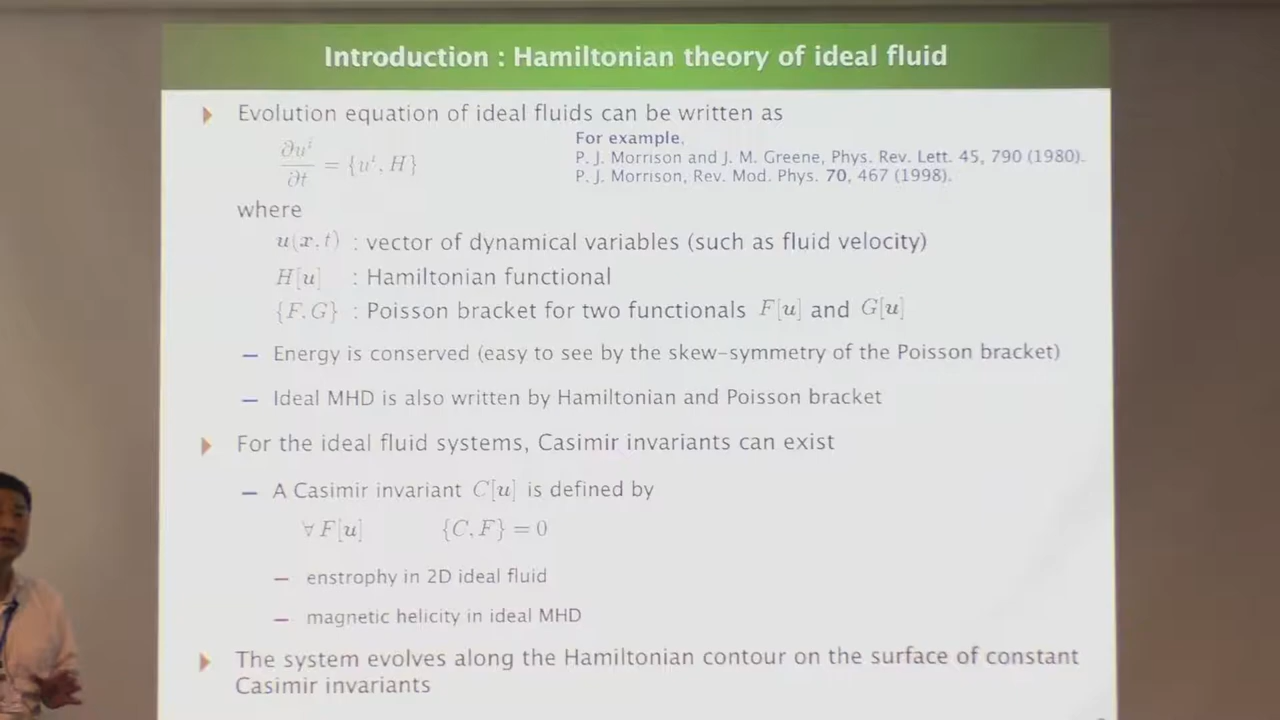 Introduction : Hamiltonian theory of ideal fluid
Evolution equation of ideal fluids can be written as
∂uⁱ/∂t = {uⁱ, H}
For example,
P. J. Morrison and J. M. Greene, Phys. Rev. Lett. 45, 790 (1980).
P. J. Morrison, Rev. Mod. Phys. 70, 467 (1998).
where
u(x, t) : vector of dynamical variables (such as fluid velocity)
H[u] : Hamiltonian functional
{F, G} : Poisson bracket for two functionals F[u] and G[u]
– Energy is conserved (easy to see by the skew-symmetry of the Poisson bracket)
– Ideal MHD is also written by Hamiltonian and Poisson bracket
For the ideal fluid systems, Casimir invariants can exist
– A Casimir invariant C[u] is defined by
∀ F[u] {C, F} = 0
– enstrophy in 2D ideal fluid
– magnetic helicity in ideal MHD
The system evolves along the Hamiltonian contour on the surface of constant
Casimir invariants